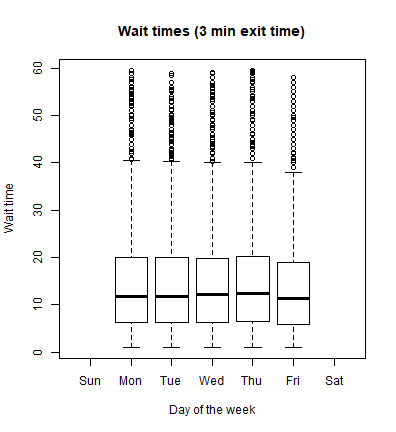 Wait times (3 min exit time)
Wait time
60
50
40
30
20
10
0
Sun Mon Tue Wed Thu Fri Sat
Day of the week